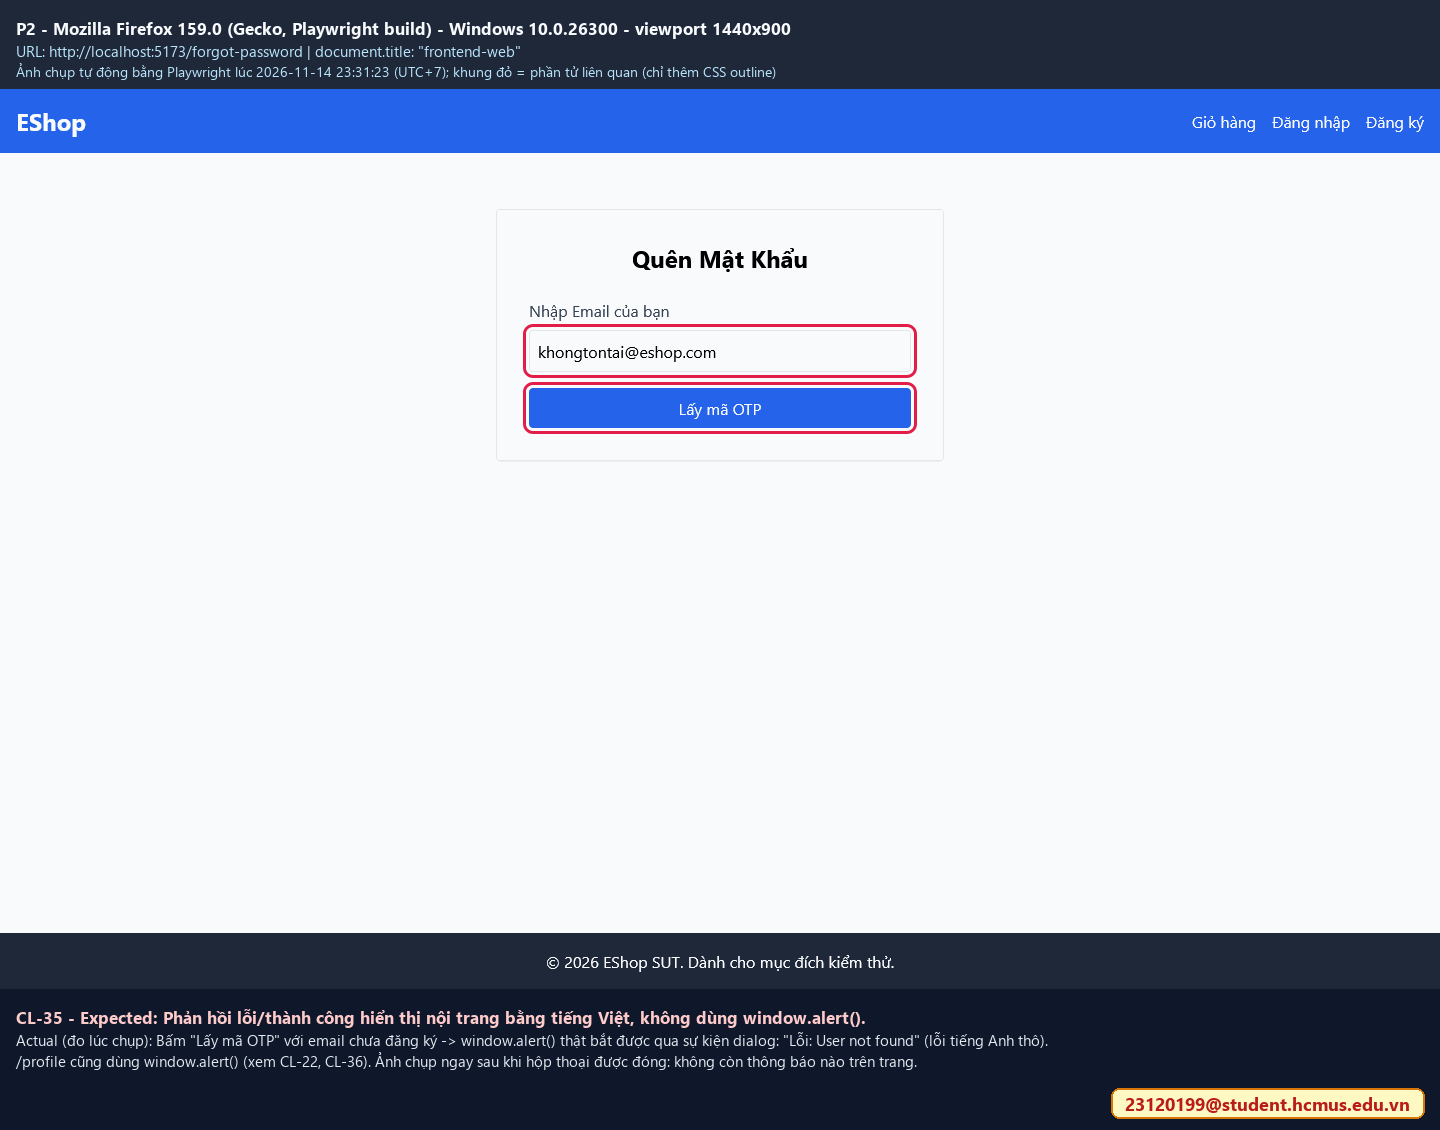 P2 - Mozilla Firefox 159.0 (Gecko, Playwright build) - Windows 10.0.26300 - viewport 1440x900
URL: http://localhost:5173/forgot-password | document.title: "frontend-web"
Ảnh chụp tự động bằng Playwright lúc 2026-11-14 23:31:23 (UTC+7); khung đỏ = phần tử liên quan (chỉ thêm CSS outline)
EShop
Giỏ hàng Đăng nhập Đăng ký
Quên Mật Khẩu
Nhập Email của bạn
khongtontai@eshop.com
Lấy mã OTP
© 2026 EShop SUT. Dành cho mục đích kiểm thử.
CL-35 - Expected: Phản hồi lỗi/thành công hiển thị nội trang bằng tiếng Việt, không dùng window.alert().
Actual (đo lúc chụp): Bấm "Lấy mã OTP" với email chưa đăng ký -> window.alert() thật bắt được qua sự kiện dialog: "Lỗi: User not found" (lỗi tiếng Anh thô).
/profile cũng dùng window.alert() (xem CL-22, CL-36). Ảnh chụp ngay sau khi hộp thoại được đóng: không còn thông báo nào trên trang.
23120199@student.hcmus.edu.vn